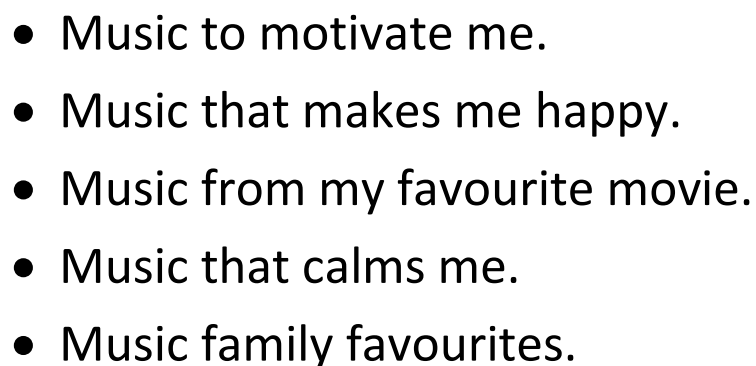 • Music to motivate me.
• Music that makes me happy.
• Music from my favourite movie.
• Music that calms me.
• Music family favourites.